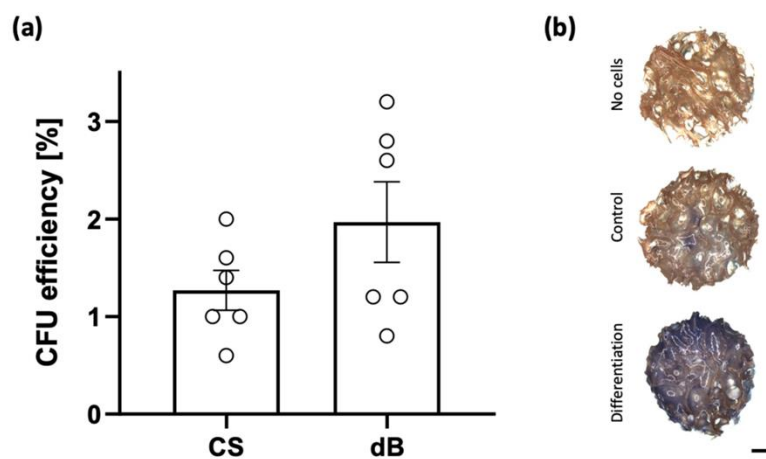 (a)
CFU efficiency [%]
3
2
1
0
CS
dB
(b)
No cells
Control
Differentiation